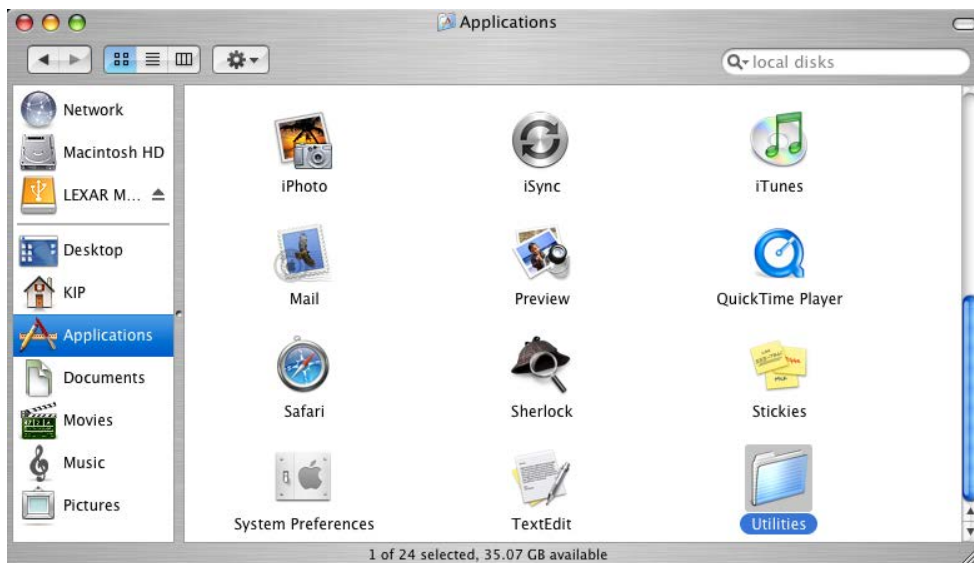 Applications
local disks
Network
Macintosh HD
LEXAR M...
Desktop
KIP
Applications
Documents
Movies
Music
Pictures
iPhoto
iSync
iTunes
Mail
Preview
QuickTime Player
Safari
Sherlock
Stickies
System Preferences
TextEdit
Utilities
1 of 24 selected, 35.07 GB available